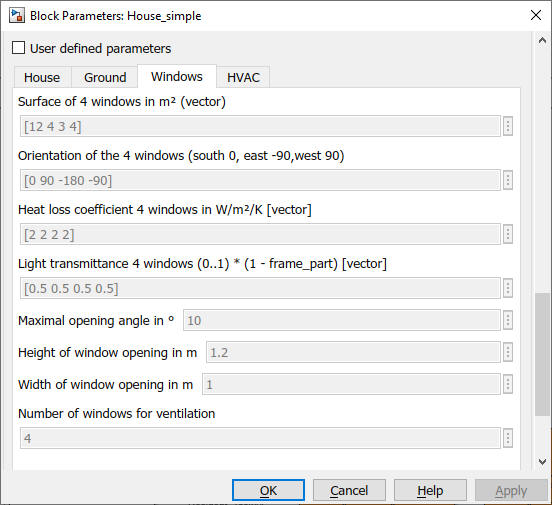 Block Parameters: House_simple
User defined parameters
House Ground Windows HVAC
Surface of 4 windows in m² (vector)
[12 4 3 4]
Orientation of the 4 windows (south 0, east -90,west 90)
[0 90 -180 -90]
Heat loss coefficient 4 windows in W/m²/K [vector]
[2 2 2 2]
Light transmittance 4 windows (0..1) * (1 - frame_part) [vector]
[0.5 0.5 0.5 0.5]
Maximal opening angle in º 10
Height of window opening in m 1.2
Width of window opening in m 1
Number of windows for ventilation
4
OK Cancel Help Apply